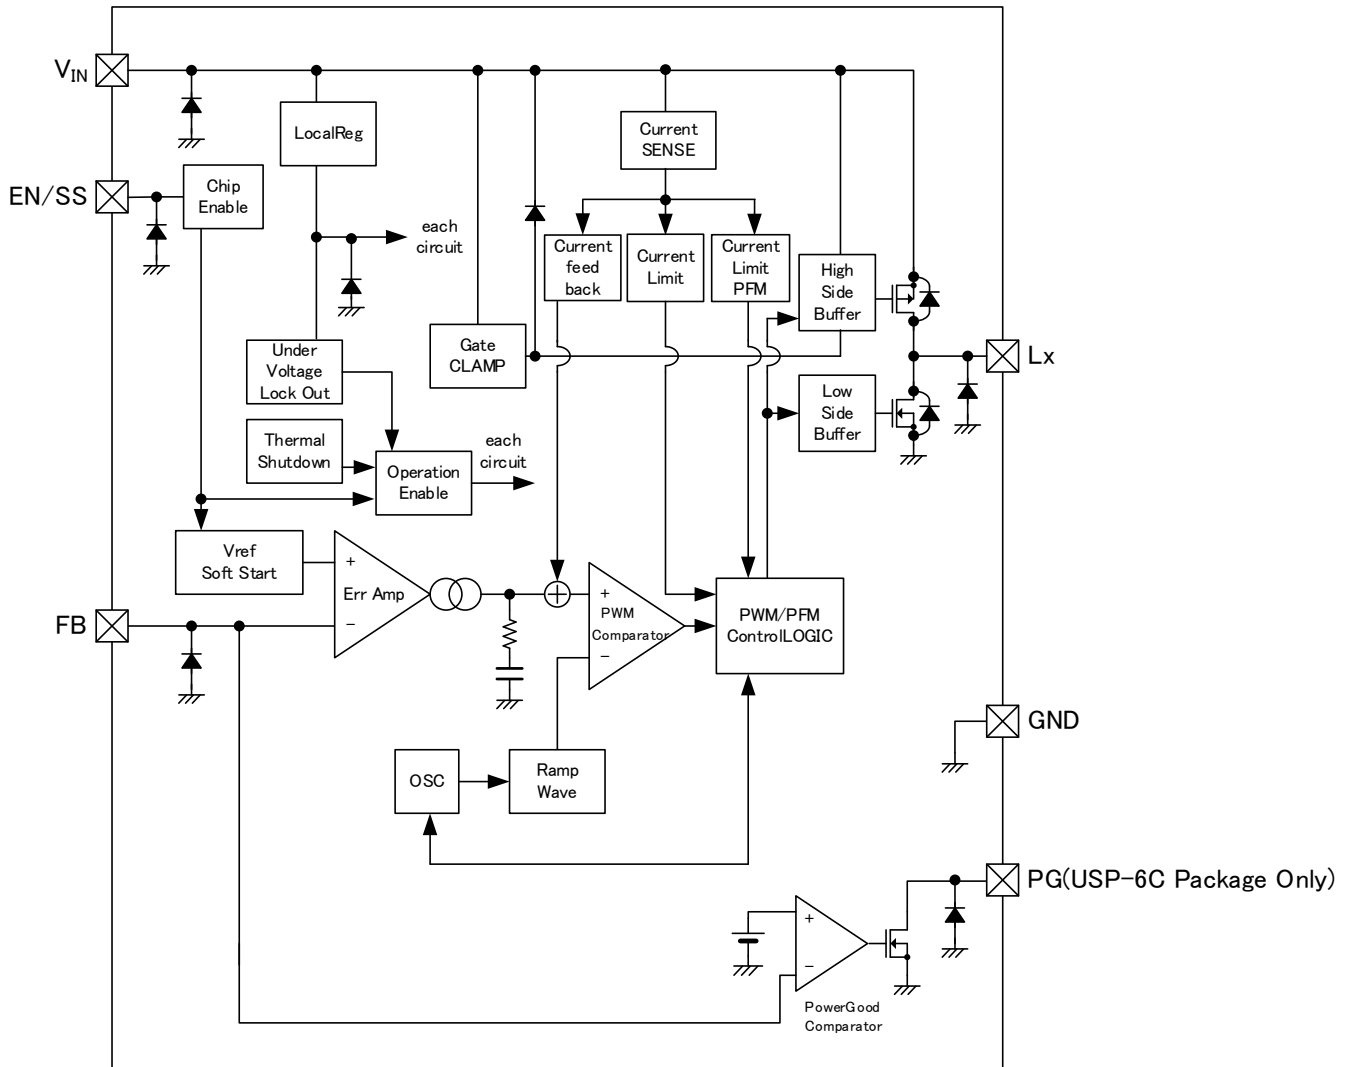 VIN
LocalReg
Current
SENSE
EN/SS
Chip
Enable
each
circuit
Current
feed
back
Current
Limit
Current
Limit
PFM
High
Side
Buffer
Under
Voltage
Lock Out
Gate
CLAMP
Lx
Low
Side
Buffer
Thermal
Shutdown
Operation
Enable
each
circuit
Vref
Soft Start
+
Err Amp
−
+
PWM
Comparator
−
PWM/PFM
ControlLOGIC
FB
GND
OSC
Ramp
Wave
PG(USP-6C Package Only)
+
−
PowerGood
Comparator